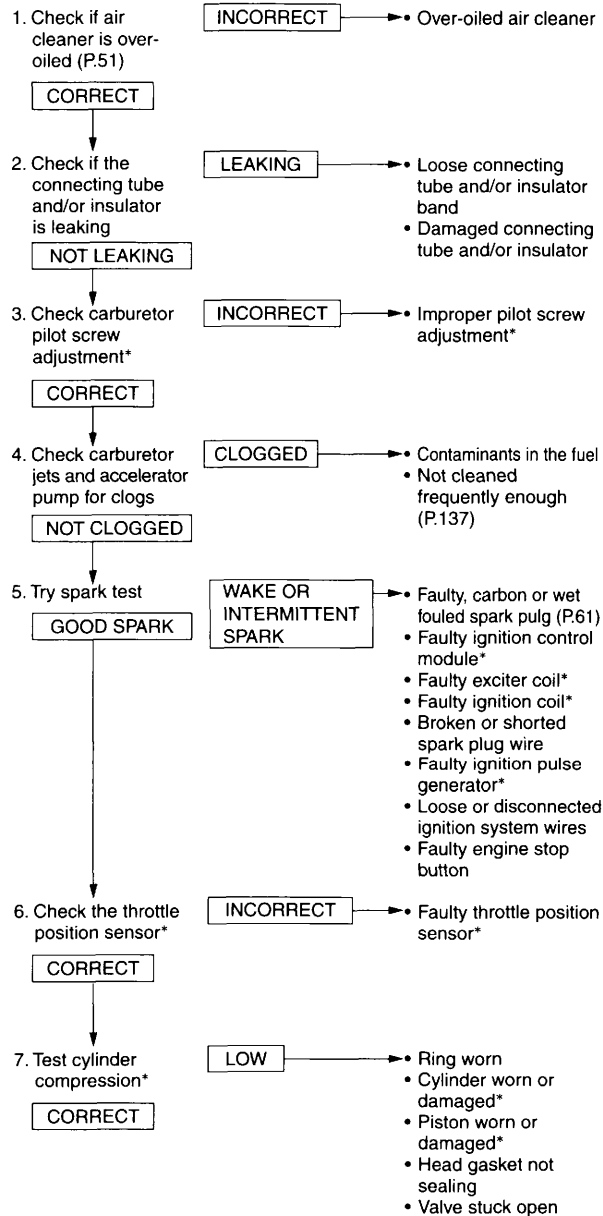 1. Check if air
cleaner is over-
oiled (P.51)
INCORRECT
• Over-oiled air cleaner
CORRECT
2. Check if the
connecting tube
and/or insulator
is leaking
LEAKING
• Loose connecting
tube and/or insulator
band
• Damaged connecting
tube and/or insulator
NOT LEAKING
3. Check carburetor
pilot screw
adjustment*
INCORRECT
• Improper pilot screw
adjustment*
CORRECT
4. Check carburetor
jets and accelerator
pump for clogs
CLOGGED
• Contaminants in the fuel
• Not cleaned
frequently enough
(P.137)
NOT CLOGGED
5. Try spark test
GOOD SPARK
WAKE OR
INTERMITTENT
SPARK
• Faulty, carbon or wet
fouled spark pulg (P.61)
• Faulty ignition control
module*
• Faulty exciter coil*
• Faulty ignition coil*
• Broken or shorted
spark plug wire
• Faulty ignition pulse
generator*
• Loose or disconnected
ignition system wires
• Faulty engine stop
button
6. Check the throttle
position sensor*
INCORRECT
• Faulty throttle position
sensor*
CORRECT
7. Test cylinder
compression*
LOW
• Ring worn
• Cylinder worn or
damaged*
• Piston worn or
damaged*
• Head gasket not
sealing
• Valve stuck open
CORRECT